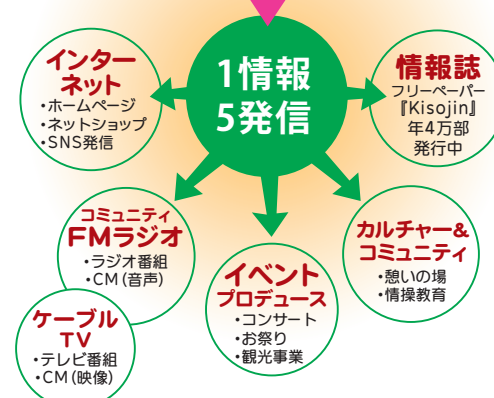 1情報
5発信
インター
ネット
・ホームページ
・ネットショップ
・SNS発信
情報誌
フリーペーパー
『Kisojin』
年4万部
発行中
コミュニティ
FMラジオ
・ラジオ番組
・CM(音声)
ケーブル
TV
・テレビ番組
・CM(映像)
イベント
プロデュース
・コンサート
・お祭り
・観光事業
カルチャー&
コミュニティ
・憩いの場
・情操教育